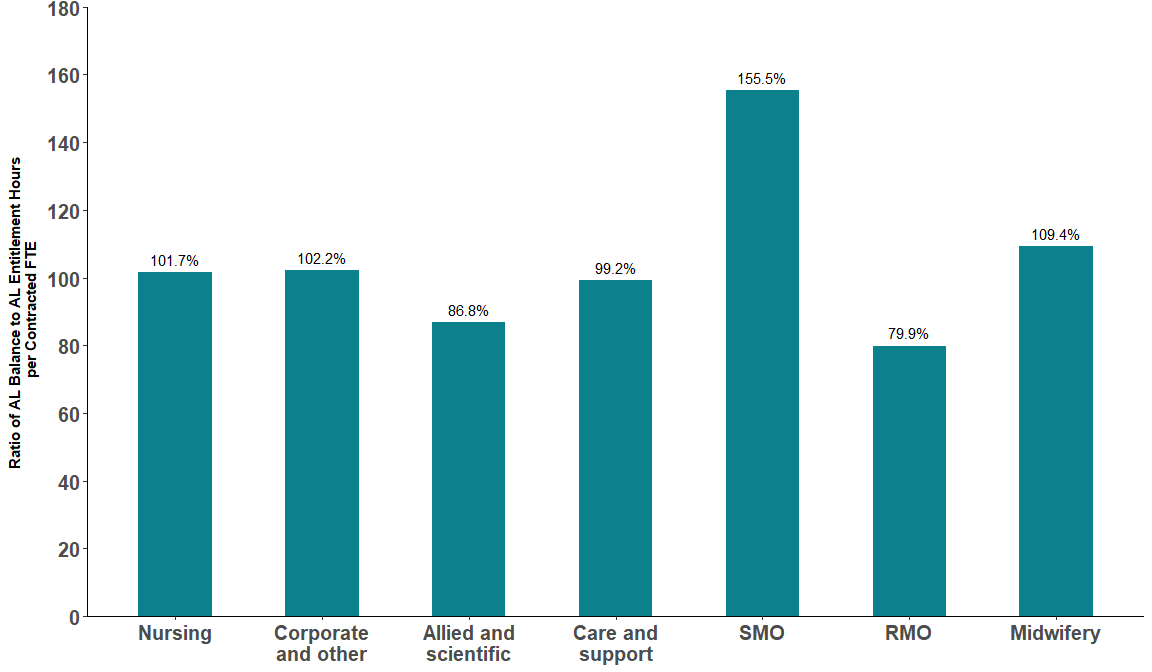 Ratio of AL Balance to AL Entitlement Hours
per Contracted FTE
180
160
140
120
100
80
60
40
20
0
101.7%
102.2%
86.8%
99.2%
155.5%
79.9%
109.4%
Nursing
Corporate
and other
Allied and
scientific
Care and
support
SMO
RMO
Midwifery